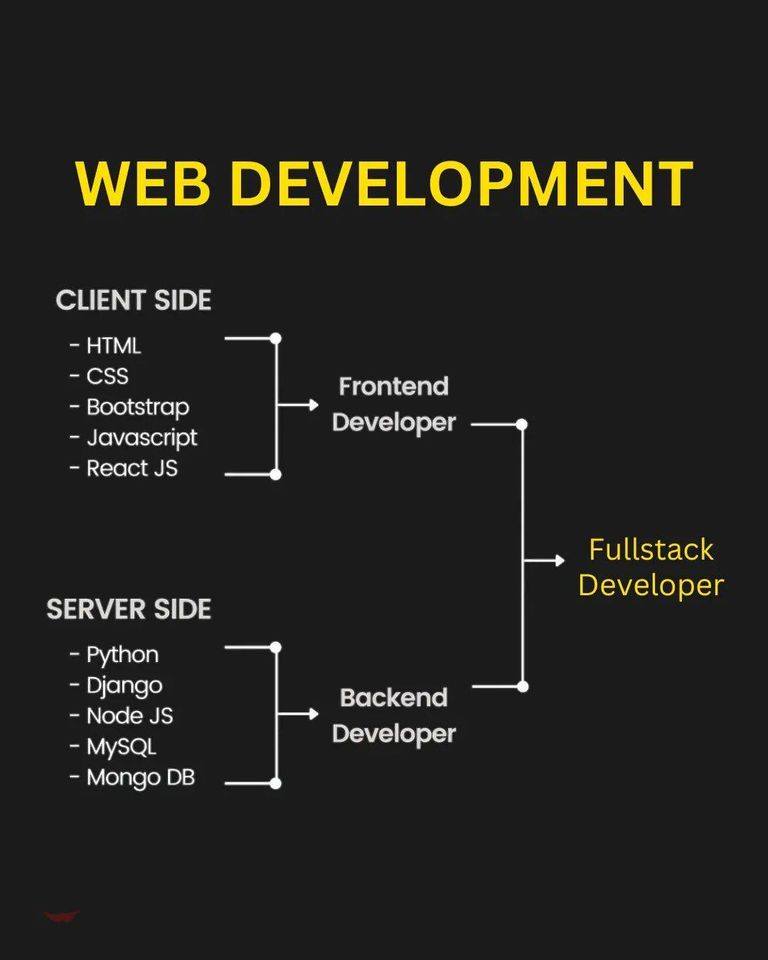 WEB DEVELOPMENT
CLIENT SIDE
- HTML
- CSS
- Bootstrap
- Javascript
- React JS
Frontend
Developer
SERVER SIDE
- Python
- Django
- Node JS
- MySQL
- Mongo DB
Backend
Developer
Fullstack
Developer